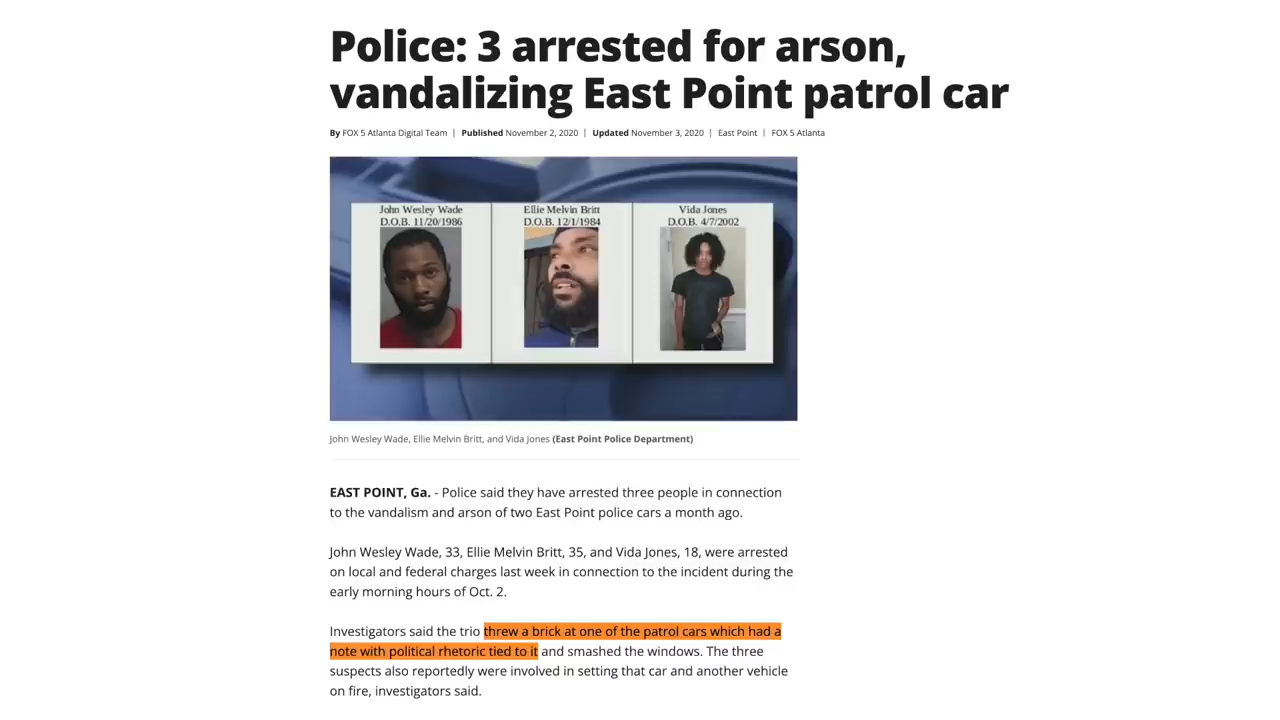 Police: 3 arrested for arson,
vandalizing East Point patrol car
By FOX 5 Atlanta Digital Team | Published November 2, 2020 | Updated November 3, 2020 | East Point | FOX 5 Atlanta
John Wesley Wade
D.O.B. 11/20/1986
Ellie Melvin Britt
D.O.B. 12/1/1984
Vida Jones
D.O.B. 4/7/2002
John Wesley Wade, Ellie Melvin Britt, and Vida Jones (East Point Police Department)
EAST POINT, Ga. - Police said they have arrested three people in connection
to the vandalism and arson of two East Point police cars a month ago.
John Wesley Wade, 33, Ellie Melvin Britt, 35, and Vida Jones, 18, were arrested
on local and federal charges last week in connection to the incident during the
early morning hours of Oct. 2.
Investigators said the trio threw a brick at one of the patrol cars which had a
note with political rhetoric tied to it and smashed the windows. The three
suspects also reportedly were involved in setting that car and another vehicle
on fire, investigators said.